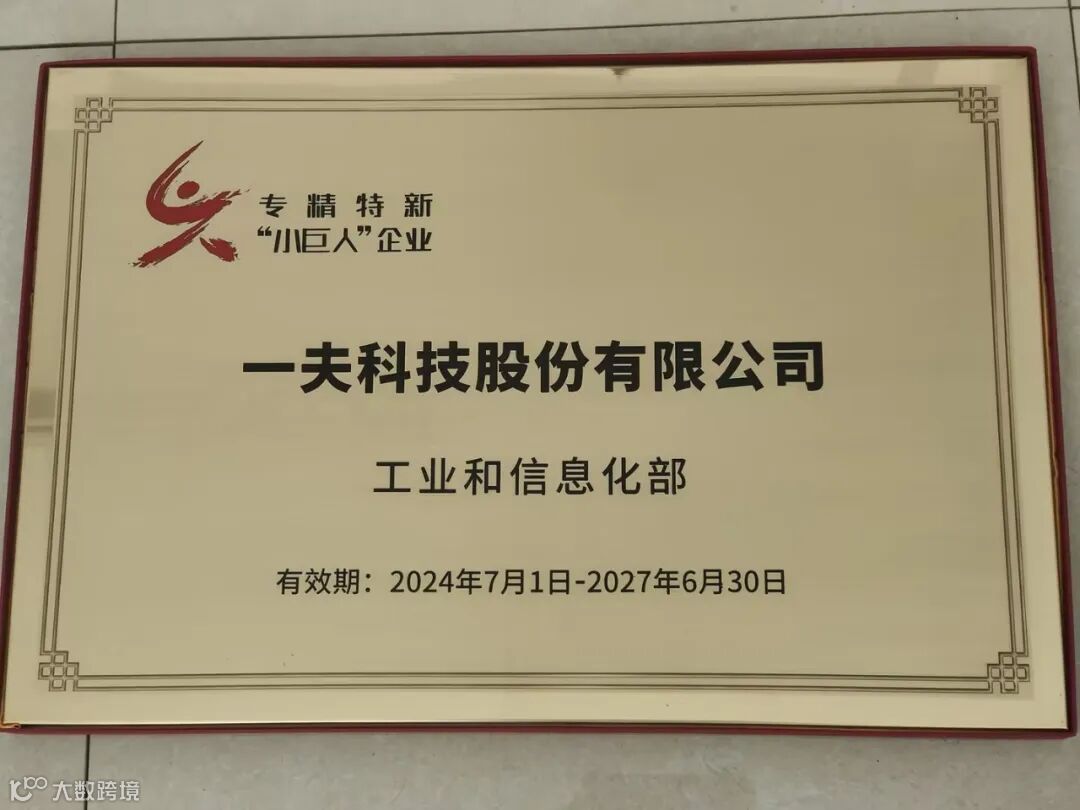 专精特新
“小巨人”企业
一夫科技股份有限公司
工业和信息化部
有效期：2024年7月1日-2027年6月30日
大数跨境